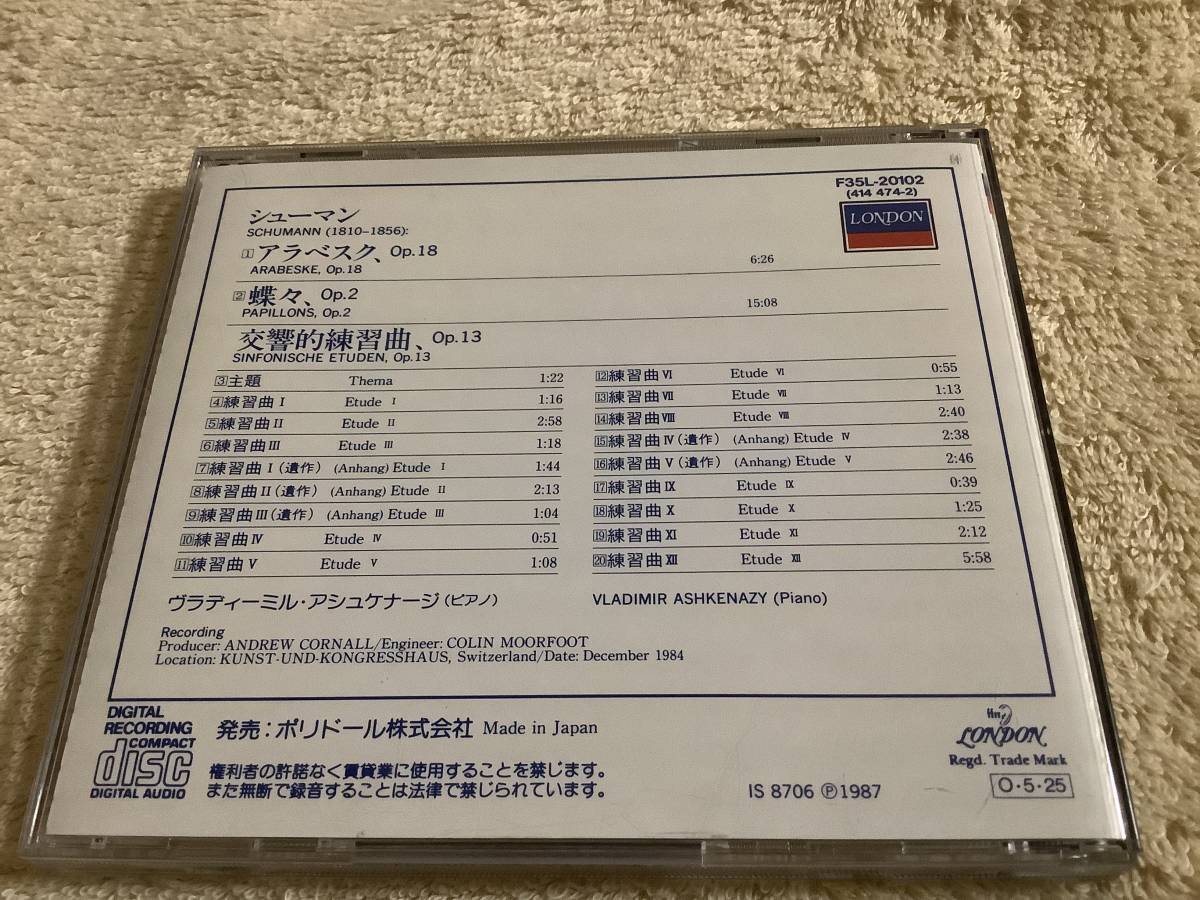 F35L-20102
(414 474-2)
LONDON
シューマン
SCHUMANN (1810–1856):
1 アラベスク、Op.18 6:26
ARABESKE, Op.18
2 蝶々、Op.2 15:08
PAPILLONS, Op.2
交響的練習曲、Op.13
SINFONISCHE ETUDEN, Op.13
3 主題 Thema 1:22
4 練習曲 I Etude I 1:16
5 練習曲 II Etude II 2:58
6 練習曲 III Etude III 1:18
7 練習曲 I (遺作) (Anhang) Etude I 1:44
8 練習曲 II (遺作) (Anhang) Etude II 2:13
9 練習曲 III (遺作) (Anhang) Etude III 1:04
10 練習曲 IV Etude IV 0:51
11 練習曲 V Etude V 1:08
12 練習曲 VI Etude VI 0:55
13 練習曲 VII Etude VII 1:13
14 練習曲 VIII Etude VIII 2:40
15 練習曲 IV (遺作) (Anhang) Etude IV 2:38
16 練習曲 V (遺作) (Anhang) Etude V 2:46
17 練習曲 IX Etude IX 0:39
18 練習曲 X Etude X 1:25
19 練習曲 XI Etude XI 2:12
20 練習曲 XII Etude XII 5:58
ヴラディーミル・アシュケナージ (ピアノ) VLADIMIR ASHKENAZY (Piano)
Recording
Producer: ANDREW CORNALL/Engineer: COLIN MOORFOOT
Location: KUNST-UND-KONGRESSHAUS, Switzerland/Date: December 1984
DIGITAL
RECORDING
COMPACT
disc
DIGITAL AUDIO
発売：ポリドール株式会社 Made in Japan
権利者の許諾なく賃貸業に使用することを禁じます。
また無断で録音することは法律で禁じられています。
IS 8706 Ⓟ1987
LONDON
Regd. Trade Mark
O・5・25